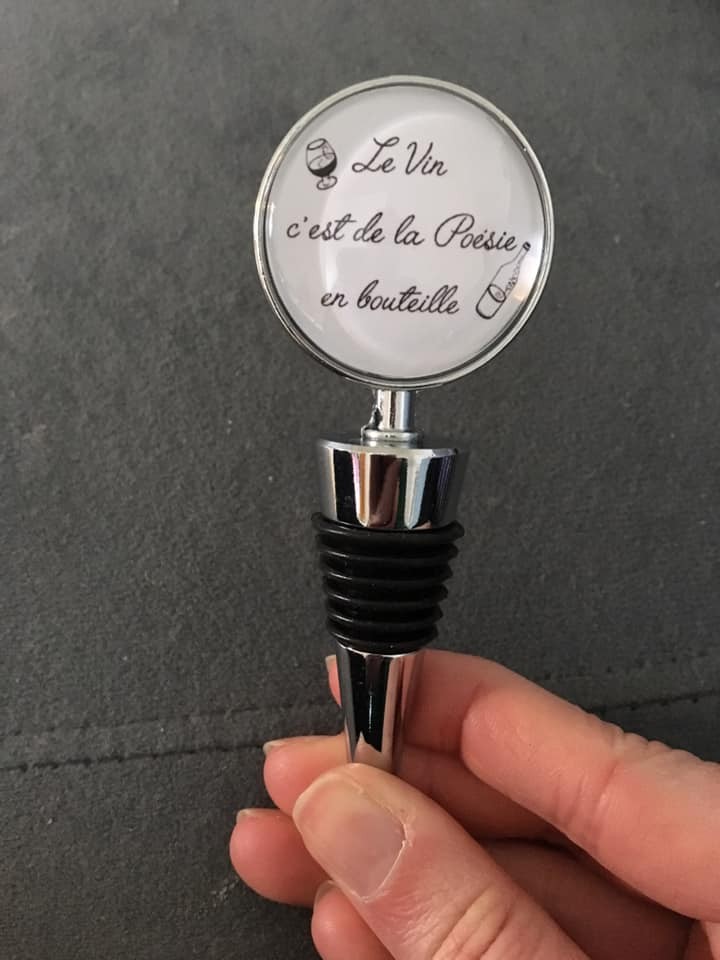 Le Vin
c'est de la Poésie
en bouteille